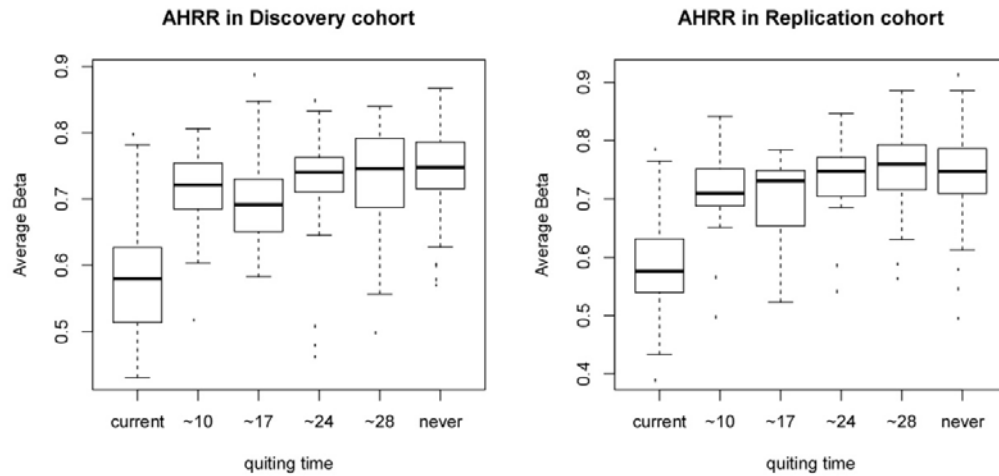 AHRR in Discovery cohort
Average Beta
0.9
0.8
0.7
0.6
0.5
current ~10 ~17 ~24 ~28 never
quiting time
AHRR in Replication cohort
Average Beta
0.9
0.8
0.7
0.6
0.5
0.4
current ~10 ~17 ~24 ~28 never
quiting time